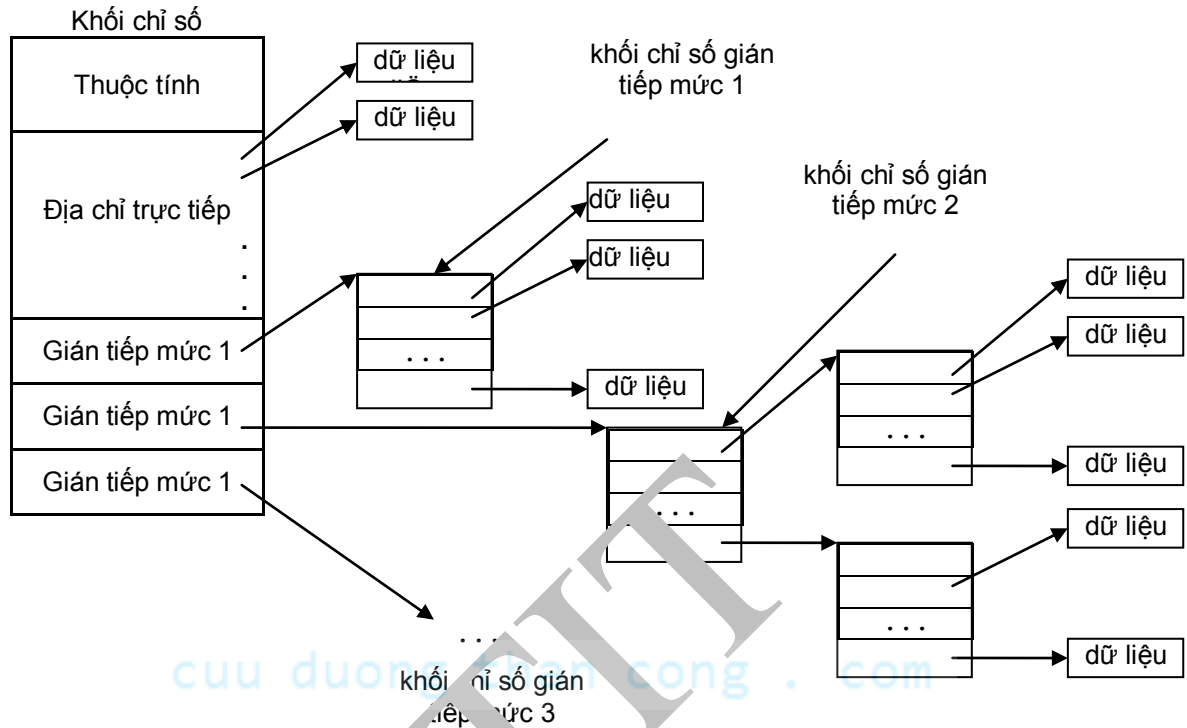 Khối chỉ số
Thuộc tính
Địa chỉ trực tiếp
.
.
.
Gián tiếp mức 1
Gián tiếp mức 1
Gián tiếp mức 1
dữ liệu
dữ liệu
khối chỉ số gián
tiếp mức 1
dữ liệu
dữ liệu
. . .
dữ liệu
khối chỉ số gián
tiếp mức 2
. . .
dữ liệu
dữ liệu
. . .
dữ liệu
dữ liệu
. . .
dữ liệu
. . .
khối chỉ số gián
tiếp mức 3
cuu duong than cong . com